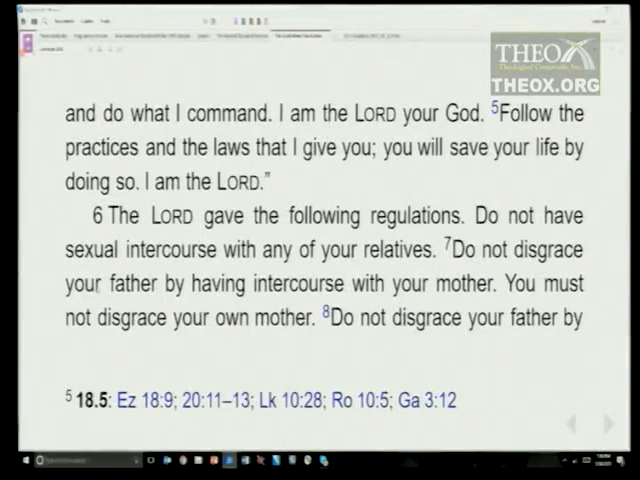 THEOX
Theological Crossroads, Inc.
THEOX.ORG
and do what I command. I am the LORD your God. 5Follow the
practices and the laws that I give you; you will save your life by
doing so. I am the LORD.”
6 The LORD gave the following regulations. Do not have
sexual intercourse with any of your relatives. 7Do not disgrace
your father by having intercourse with your mother. You must
not disgrace your own mother. 8Do not disgrace your father by
5 18.5: Ez 18:9; 20:11–13; Lk 10:28; Ro 10:5; Ga 3:12